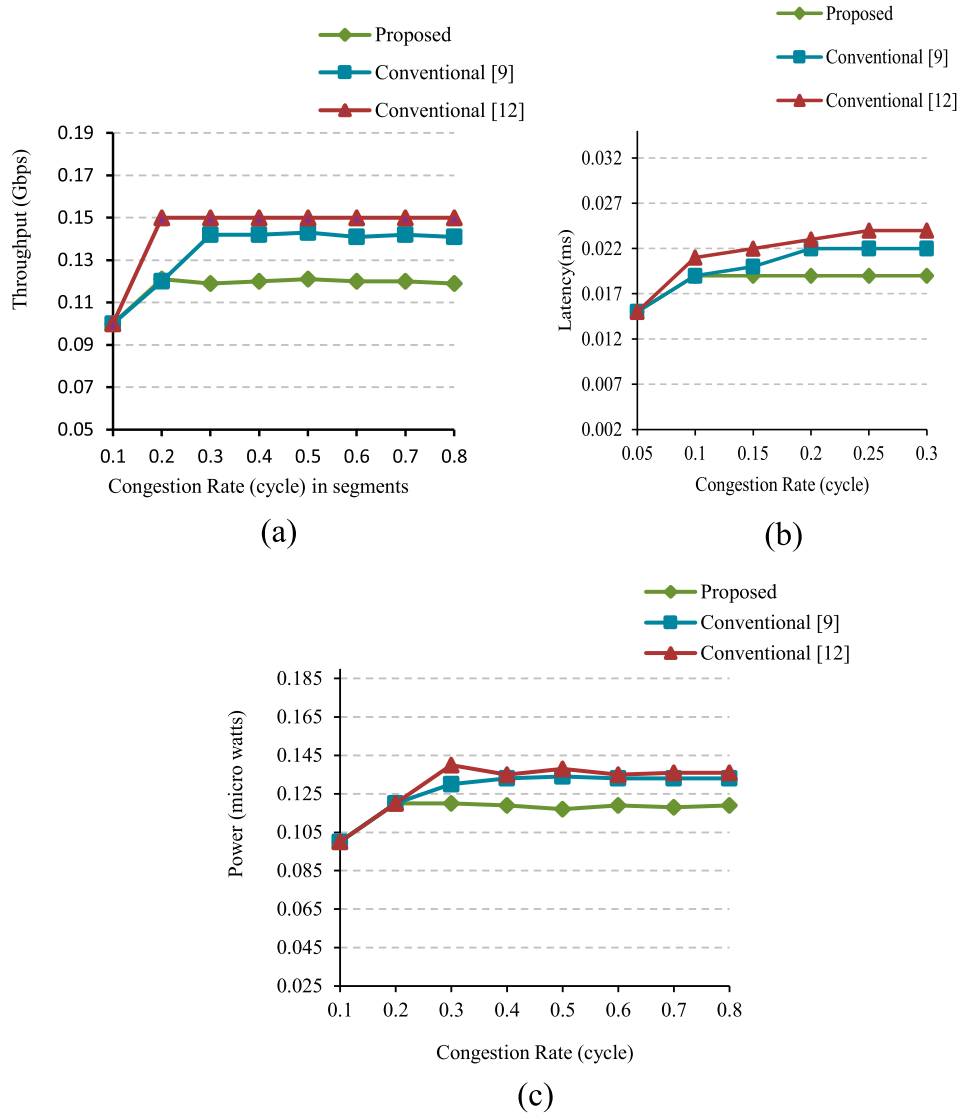 Proposed
Conventional [9]
Conventional [12]
Throughput (Gbps)
0.19
0.17
0.15
0.13
0.11
0.09
0.07
0.05
0.1 0.2 0.3 0.4 0.5 0.6 0.7 0.8
Congestion Rate (cycle) in segments
(a)
Proposed
Conventional [9]
Conventional [12]
Latency(ms)
0.032
0.027
0.022
0.017
0.012
0.007
0.002
0.05 0.1 0.15 0.2 0.25 0.3
Congestion Rate (cycle)
(b)
Proposed
Conventional [9]
Conventional [12]
Power (micro watts)
0.185
0.165
0.145
0.125
0.105
0.085
0.065
0.045
0.025
0.1 0.2 0.3 0.4 0.5 0.6 0.7 0.8
Congestion Rate (cycle)
(c)